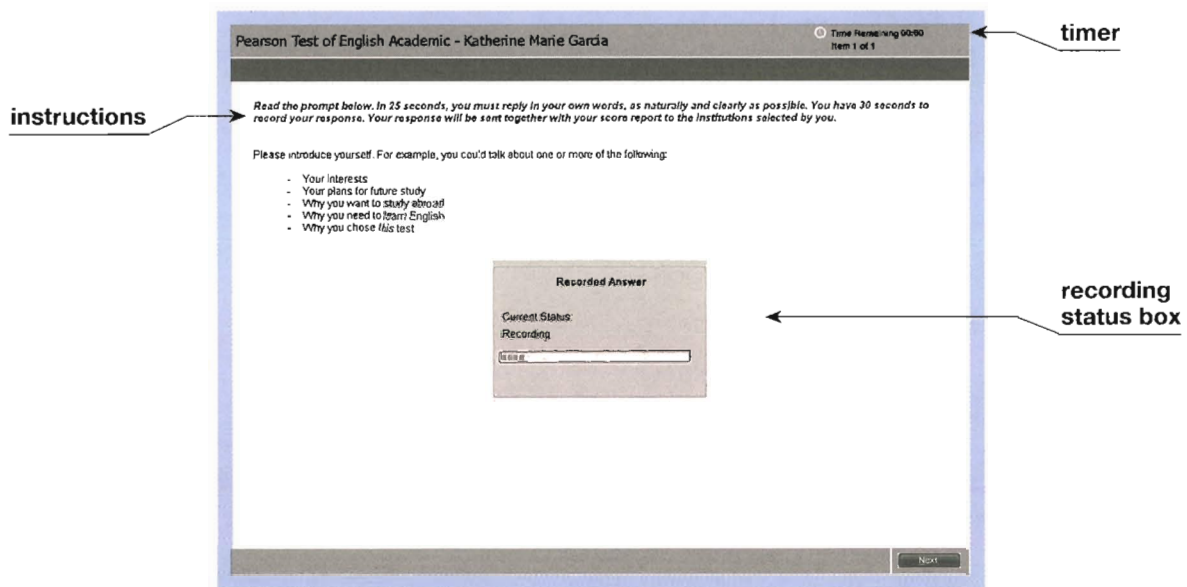 Pearson Test of English Academic - Katherine Marie Garcia
Time Remaining 00:60
Item 1 of 1
timer
instructions
Read the prompt below. In 25 seconds, you must reply in your own words, as naturally and clearly as possible. You have 30 seconds to
record your response. Your response will be sent together with your score report to the institutions selected by you.
Please introduce yourself. For example, you could talk about one or more of the following:
- Your interests
- Your plans for future study
- Why you want to study abroad
- Why you need to learn English
- Why you chose this test
Recorded Answer
Current Status:
Recording
recording
status box
Next